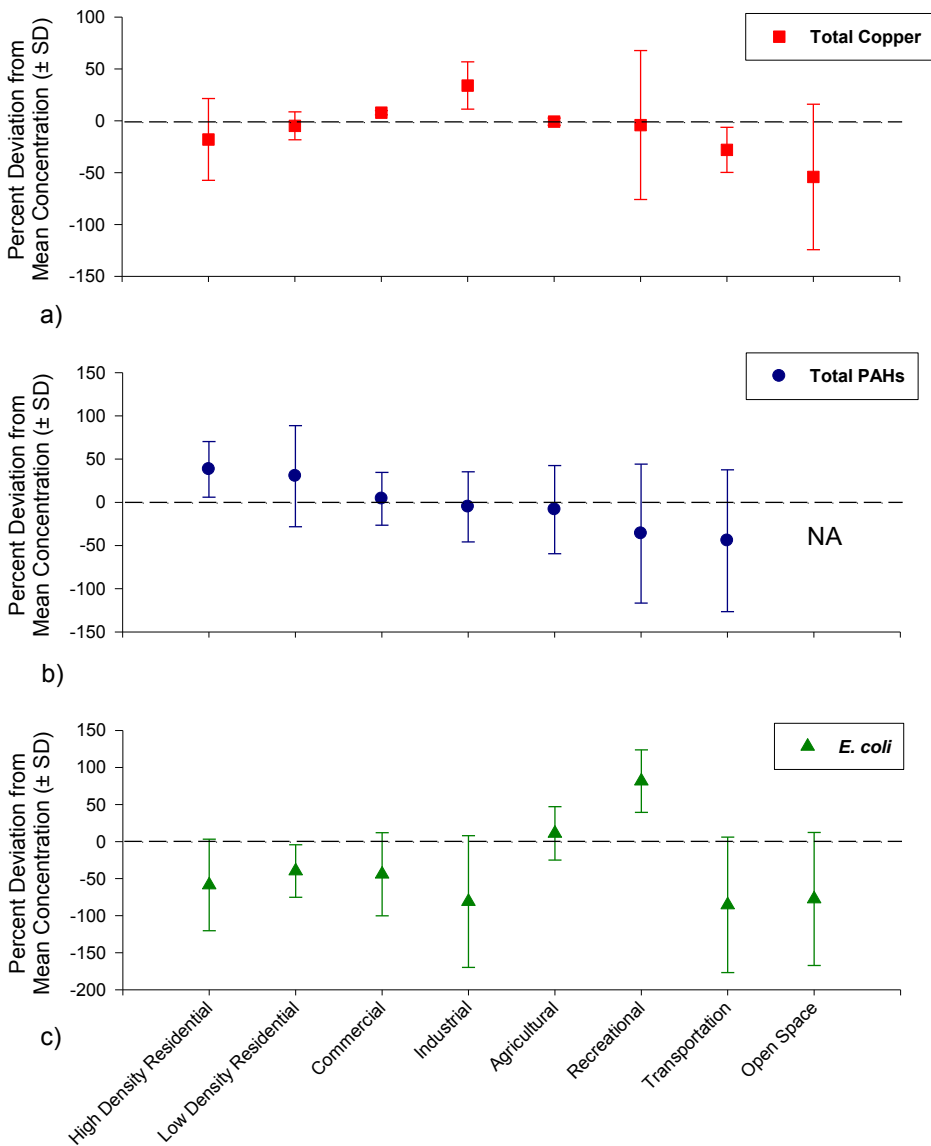 Percent Deviation from
Mean Concentration (± SD)
100
50
0
-50
-100
-150
Total Copper
a)
Percent Deviation from
Mean Concentration (± SD)
150
100
50
0
-50
-100
-150
Total PAHs
NA
b)
Percent Deviation from
Mean Concentration (± SD)
150
100
50
0
-50
-100
-150
-200
E. coli
c)
High Density Residential
Low Density Residential
Commercial
Industrial
Agricultural
Recreational
Transportation
Open Space